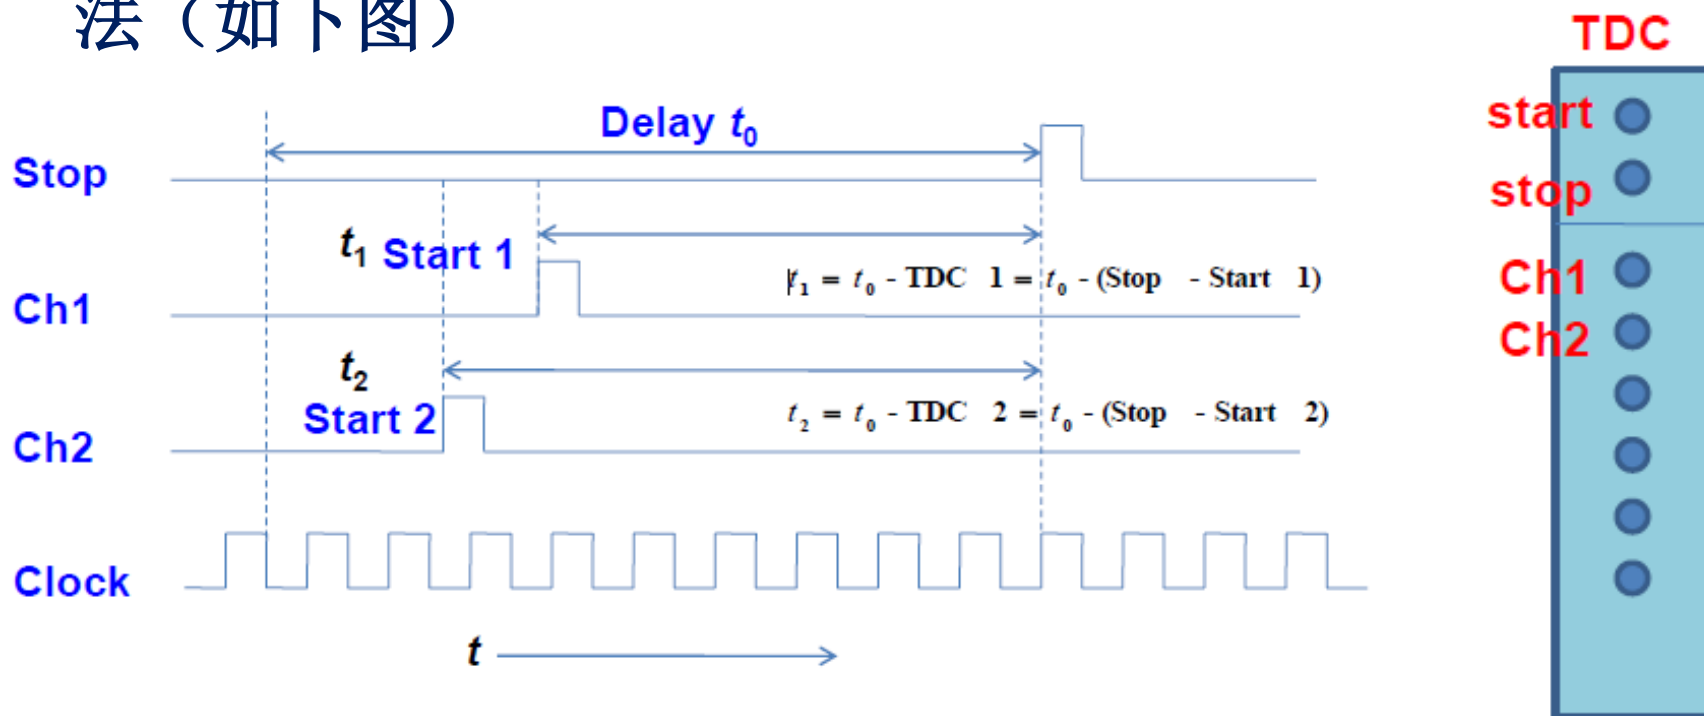 法（如下图）
TDC
start
stop
Ch1
Ch2
Delay t0
Stop
t1 Start 1
t1 = t0 - TDC 1 = t0 - (Stop - Start 1)
Ch1
t2
Start 2
t2 = t0 - TDC 2 = t0 - (Stop - Start 2)
Ch2
Clock
t